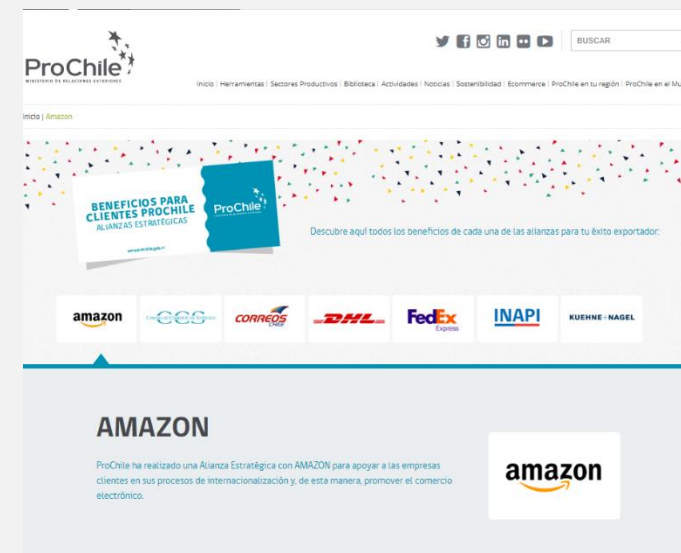 BUSCAR
ProChile
MINISTERIO DE RELACIONES EXTERIORES
Inicio | Herramientas | Sectores Productivos | Biblioteca | Actividades | Noticias | Sostenibilidad | Ecommerce | ProChile en tu región | ProChile en el Mu
Inicio | Amazon
BENEFICIOS PARA
CLIENTES PROCHILE
ALIANZAS ESTRATÉGICAS
ProChile
Descubre aquí todos los beneficios de cada una de las alianzas para tu éxito exportador:
amazon
CCS
CORREOS
CHILE
DHL
FedEx
Express
INAPI
KUEHNE+NAGEL
AMAZON
ProChile ha realizado una Alianza Estratégica con AMAZON para apoyar a las empresas
clientes en sus procesos de internacionalización y, de esta manera, promover el comercio
electrónico.
amazon